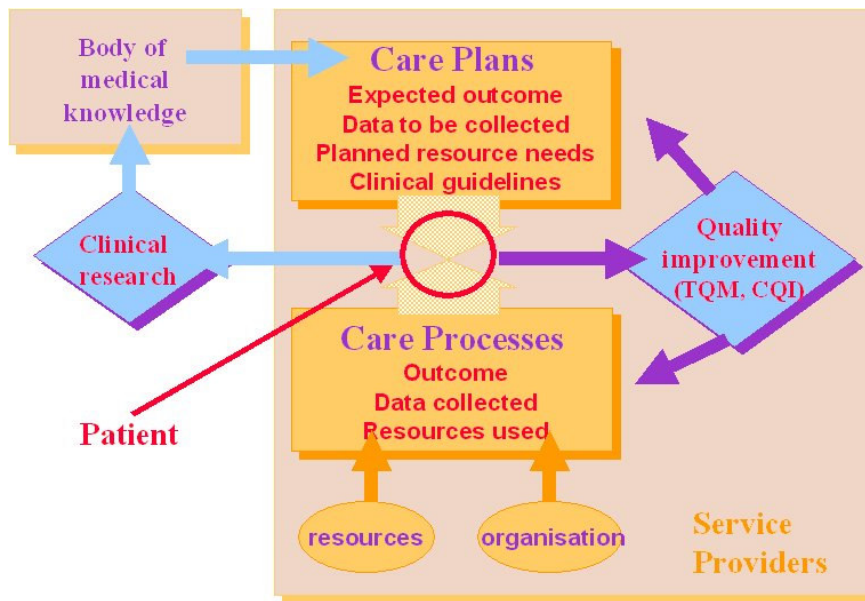 Body of
medical
knowledge
Care Plans
Expected outcome
Data to be collected
Planned resource needs
Clinical guidelines
Clinical
research
Quality
improvement
(TQM, CQI)
Care Processes
Outcome
Data collected
Resources used
Patient
resources
organisation
Service
Providers